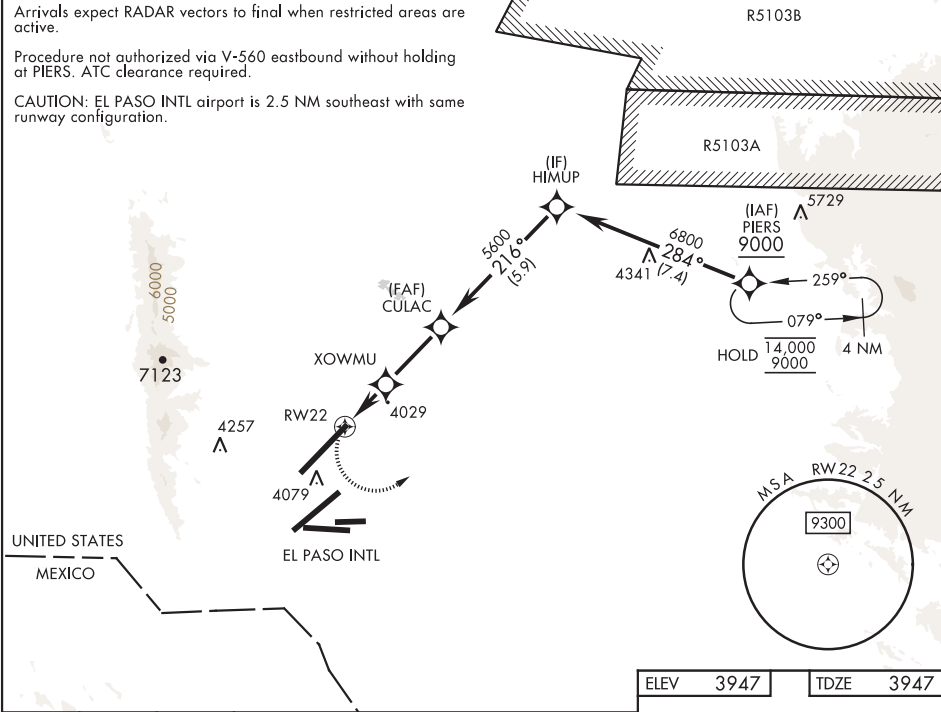 Arrivals expect RADAR vectors to final when restricted areas are
active.
Procedure not authorized via V-560 eastbound without holding
at PIERS. ATC clearance required.
CAUTION: EL PASO INTL airport is 2.5 NM southeast with same
runway configuration.
R5103B
R5103A
(IF)
HIMUP
5729
(IAF)
PIERS
9000
6800
284°
(7.4)
4341
259°
079°
4 NM
HOLD
14,000
9000
5600
216°
(5.9)
(FAF)
CULAC
XOWMU
4029
RW22
6000
5000
7123
4257
4079
EL PASO INTL
UNITED STATES
MEXICO
MSA RW22 25 NM
9300
ELEV 3947
TDZE 3947